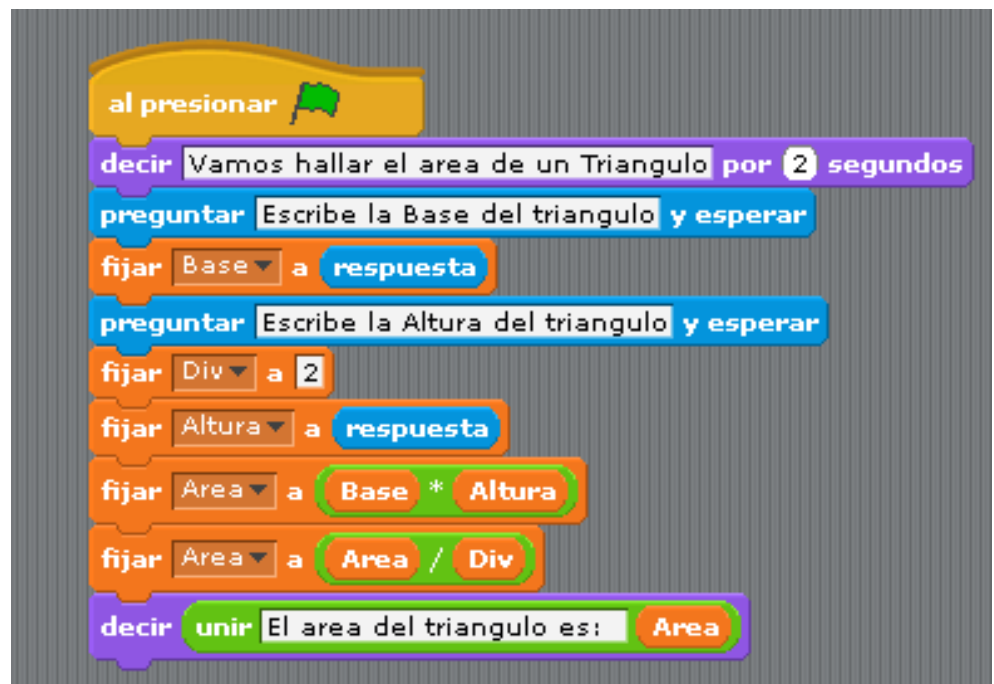 al presionar
decir Vamos hallar el area de un Triangulo por 2 segundos
preguntar Escribe la Base del triangulo y esperar
fijar Base a respuesta
preguntar Escribe la Altura del triangulo y esperar
fijar Div a 2
fijar Altura a respuesta
fijar Area a Base * Altura
fijar Area a Area / Div
decir unir El area del triangulo es: Area